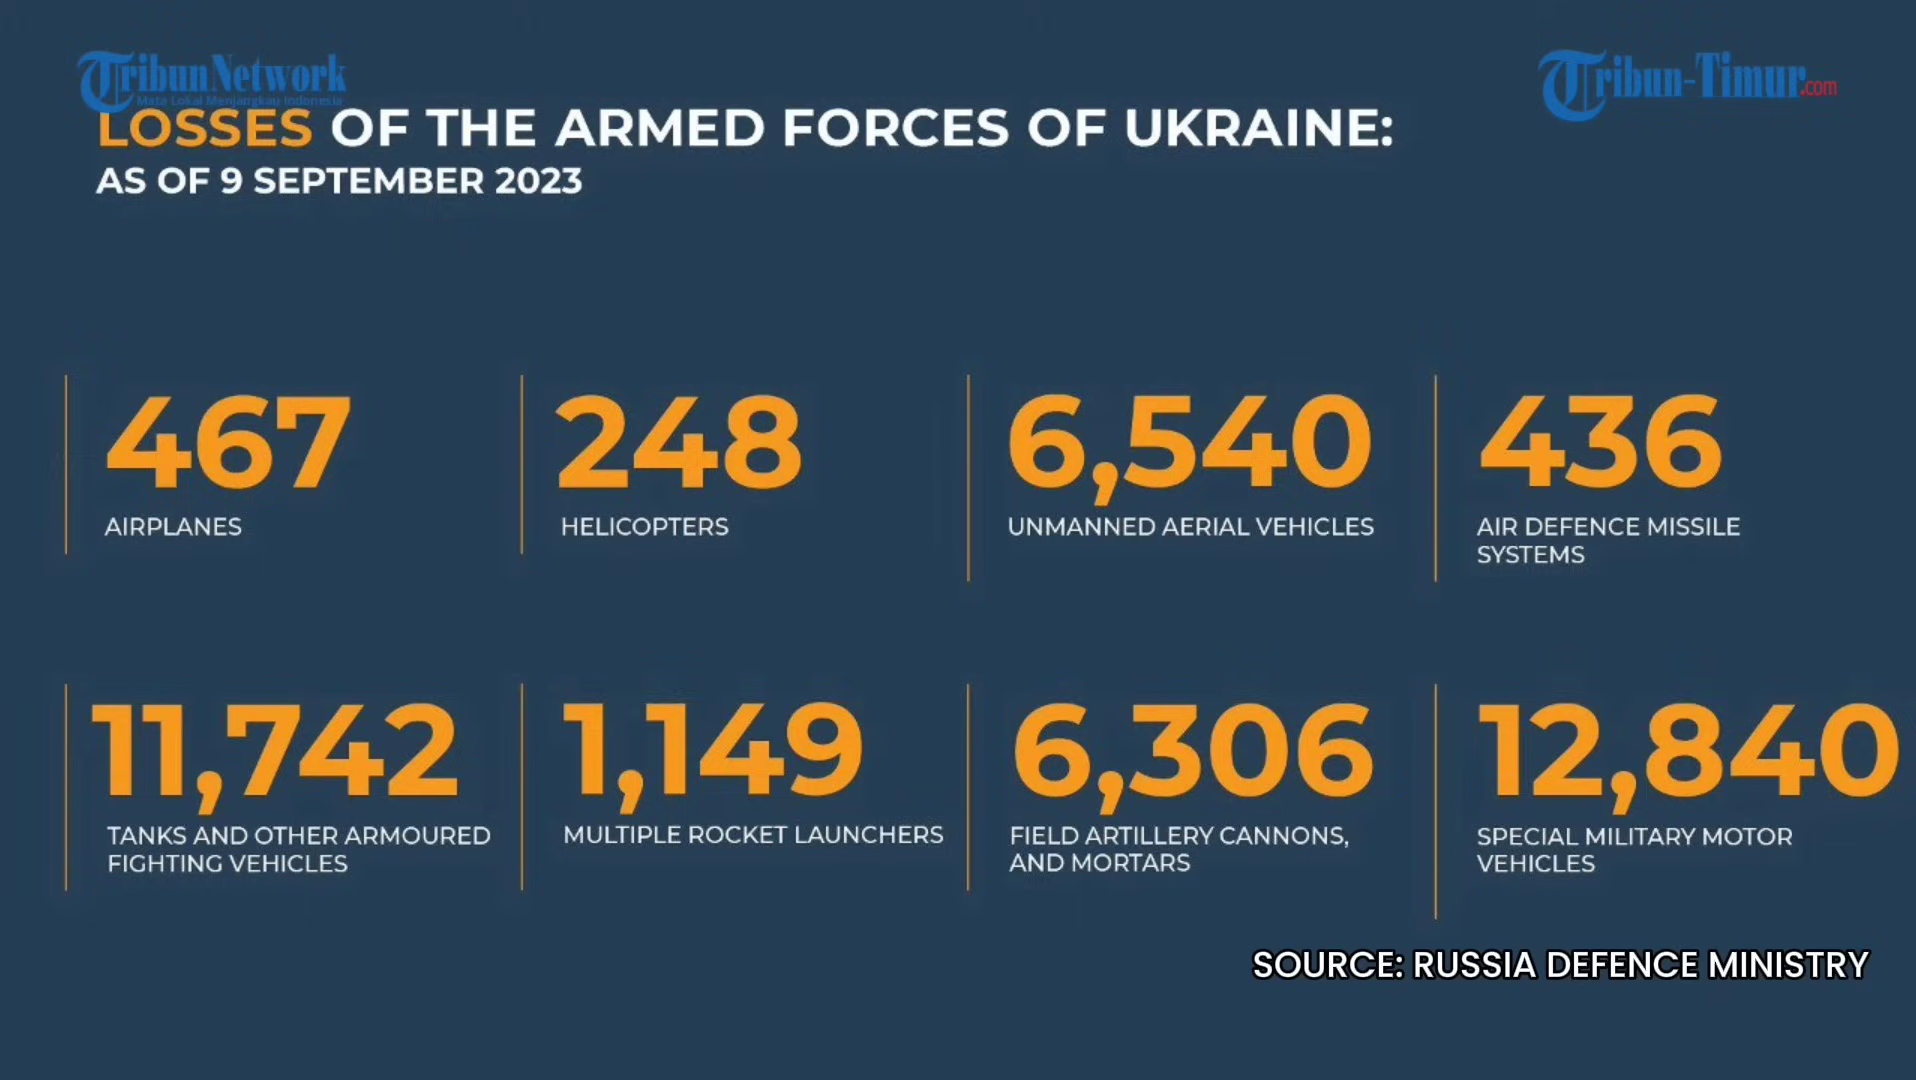 Tribun Network
Mata Lokal Menjangkau Indonesia
Tribun-Timur.com
LOSSES OF THE ARMED FORCES OF UKRAINE:
AS OF 9 SEPTEMBER 2023
467
AIRPLANES
248
HELICOPTERS
6,540
UNMANNED AERIAL VEHICLES
436
AIR DEFENCE MISSILE
SYSTEMS
11,742
TANKS AND OTHER ARMOURED
FIGHTING VEHICLES
1,149
MULTIPLE ROCKET LAUNCHERS
6,306
FIELD ARTILLERY CANNONS,
AND MORTARS
12,840
SPECIAL MILITARY MOTOR
VEHICLES
SOURCE: RUSSIA DEFENCE MINISTRY